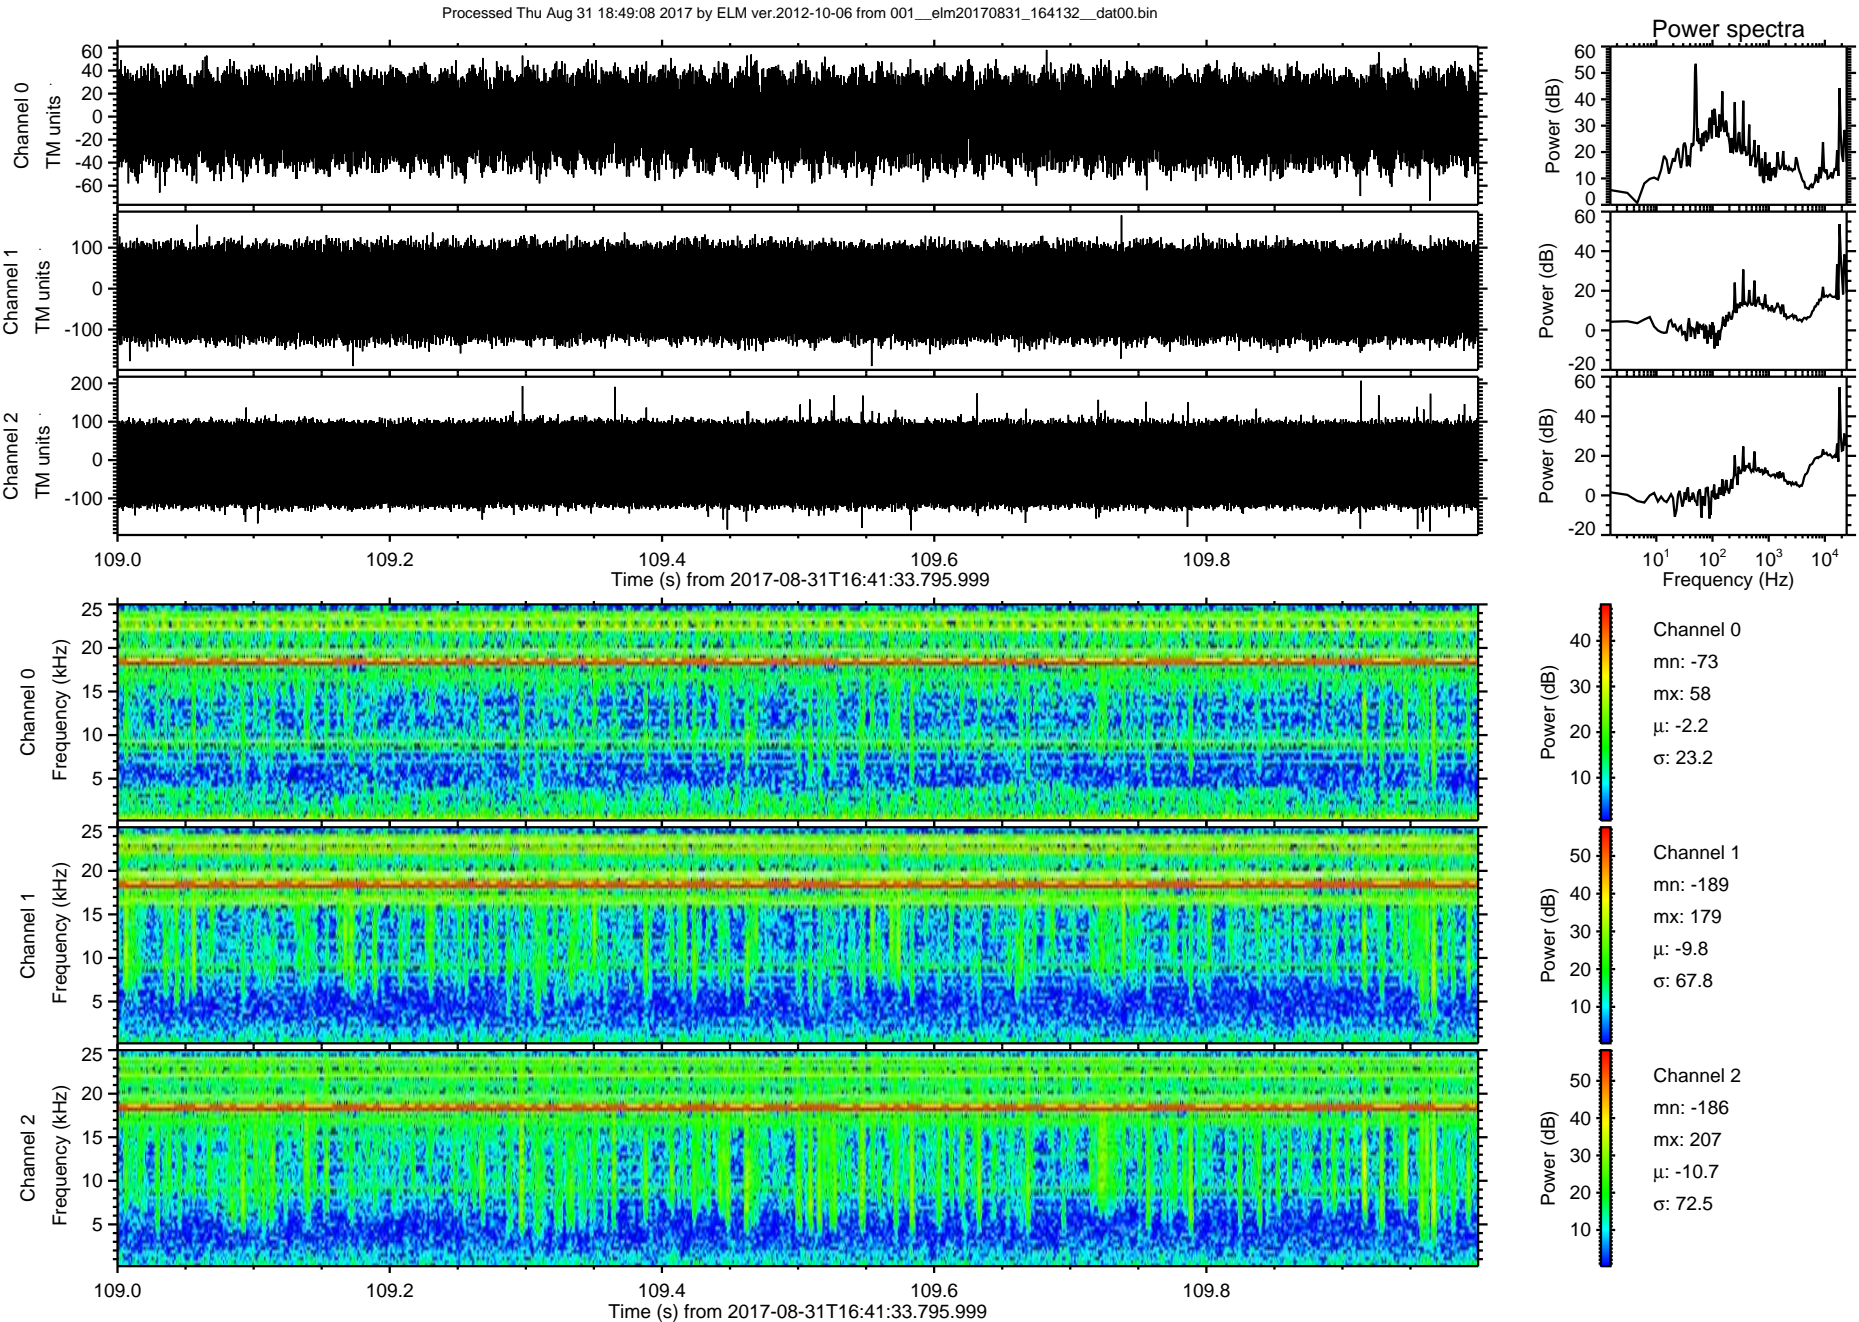 Processed Thu Aug 31 18:49:08 2017 by ELM ver.2012-10-06 from 001__elm20170831_164132__dat00.bin
Power spectra
Channel 0
TM units
60
40
20
0
-20
-40
-60
Power (dB)
60
50
40
30
20
10
0
Channel 1
TM units
100
0
-100
Power (dB)
60
40
20
0
-20
Channel 2
TM units
200
100
0
-100
Power (dB)
60
40
20
0
-20
109.0 109.2 109.4 109.6 109.8
Time (s) from 2017-08-31T16:41:33.795.999
10¹ 10² 10³ 10⁴
Frequency (Hz)
Channel 0
Frequency (kHz)
25
20
15
10
5
Power (dB)
40
30
20
10
Channel 0
mn: -73
mx: 58
μ: -2.2
σ: 23.2
Channel 1
Frequency (kHz)
25
20
15
10
5
Power (dB)
50
40
30
20
10
Channel 1
mn: -189
mx: 179
μ: -9.8
σ: 67.8
Channel 2
Frequency (kHz)
25
20
15
10
5
Power (dB)
50
40
30
20
10
Channel 2
mn: -186
mx: 207
μ: -10.7
σ: 72.5
109.0 109.2 109.4 109.6 109.8
Time (s) from 2017-08-31T16:41:33.795.999